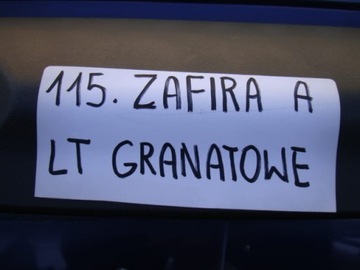 115. ZAFIRA A
LT GRANATOWE